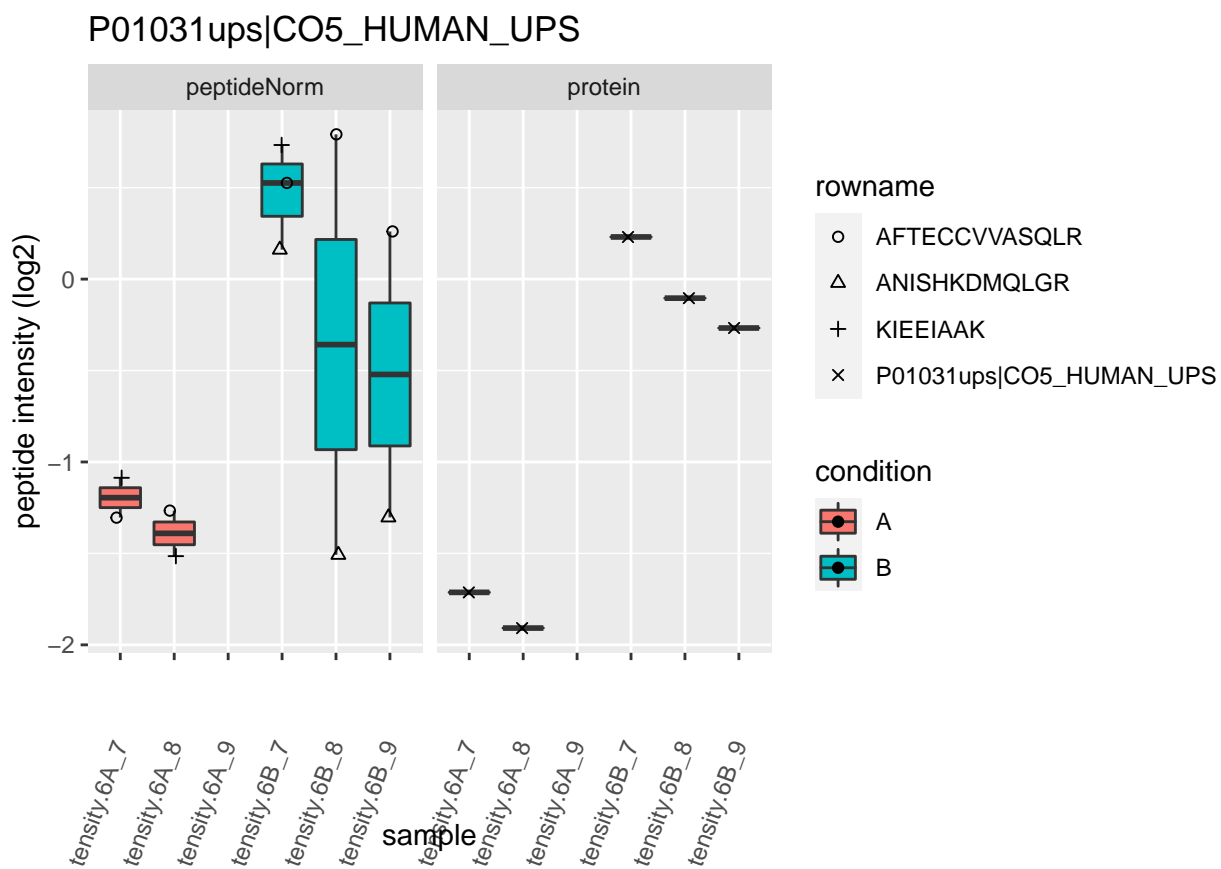 P01031ups|CO5_HUMAN_UPS
peptideNorm
protein
peptide intensity (log2)
0
−1
−2
tensity.6A_7
tensity.6A_8
tensity.6A_9
tensity.6B_7
tensity.6B_8
tensity.6B_9
tensity.6A_7
tensity.6A_8
tensity.6A_9
tensity.6B_7
tensity.6B_8
tensity.6B_9
sample
rowname
AFTECCVVASQLR
ANISHKDMQLGR
KIEEIAAK
P01031ups|CO5_HUMAN_UPS
condition
A
B